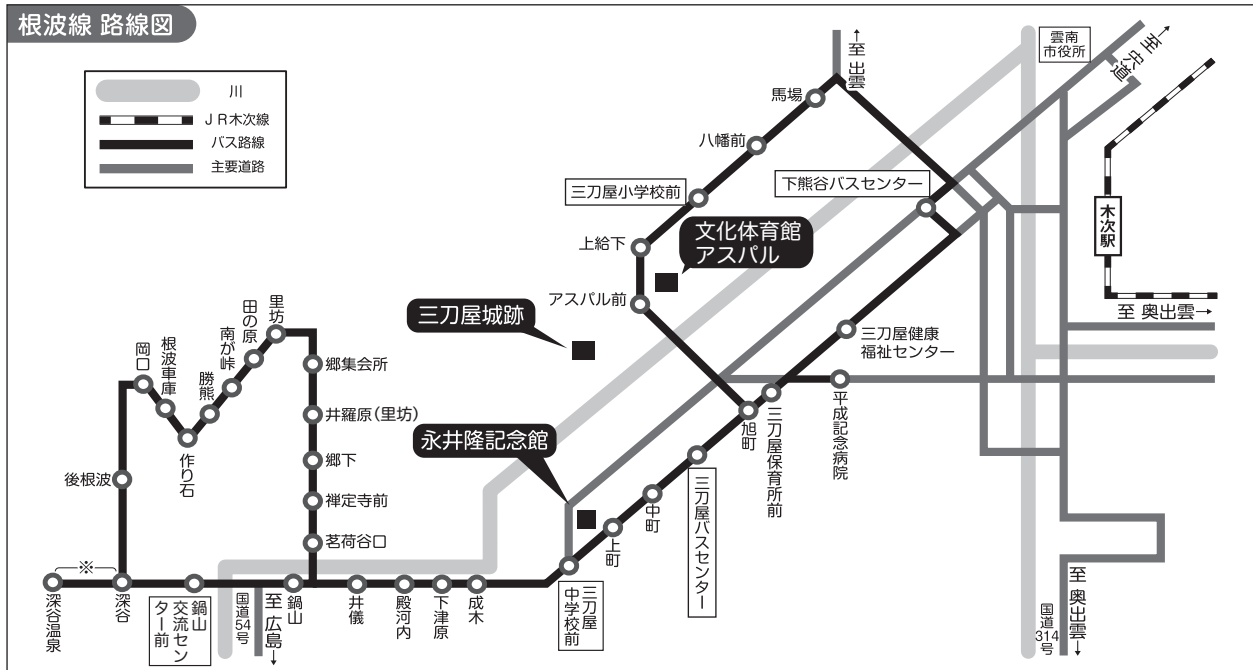 根波線 路線図
川
JR木次線
バス路線
主要道路
↑至 出雲
雲南
市役所
至 宍道→
馬場
八幡前
三刀屋小学校前
下熊谷バスセンター
上給下
文化体育館
アスパル
アスパル前
三刀屋城跡
木次駅
至 奥出雲→
三刀屋健康
福祉センター
里坊
田の原
南が峠
勝熊
根波車庫
岡口
作り石
後根波
郷集会所
井羅原(里坊)
郷下
禅定寺前
茗荷谷口
永井隆記念館
平成記念病院
三刀屋保育所前
旭町
三刀屋バスセンター
中町
上町
三刀屋
中学校前
※
深谷温泉
深谷
鍋山
交流セン
ター前
国道54号
至 広島→
鍋山
井儀
殿河内
下津原
成木
国道
314
号
至 奥出雲→